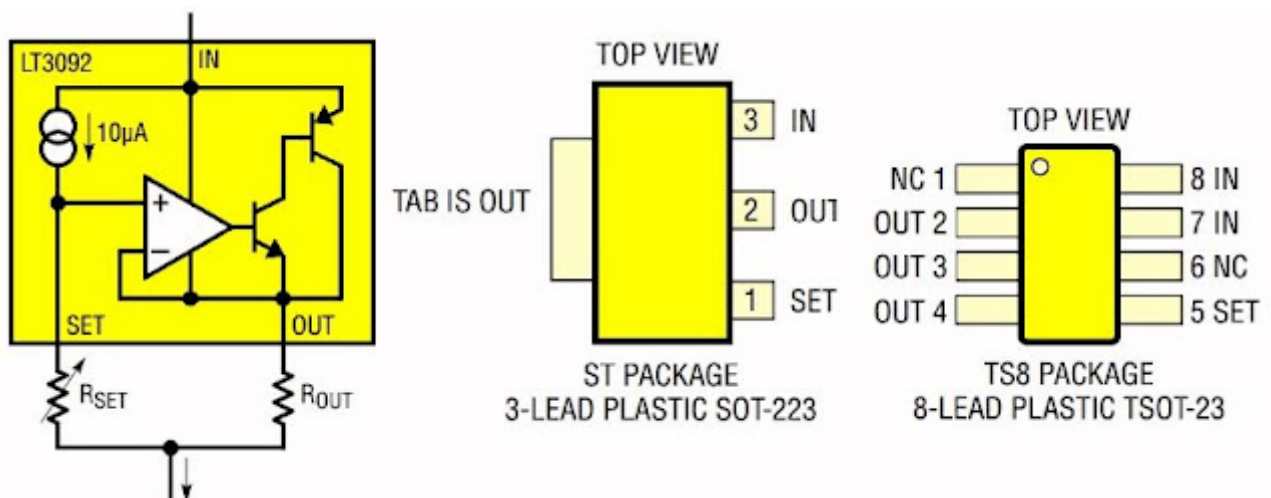 LT3092
IN
10µA
+
−
SET
OUT
RSET
ROUT
TOP VIEW
TAB IS OUT
3 IN
2 OUT
1 SET
ST PACKAGE
3-LEAD PLASTIC SOT-223
TOP VIEW
NC 1
OUT 2
OUT 3
OUT 4
8 IN
7 IN
6 NC
5 SET
TS8 PACKAGE
8-LEAD PLASTIC TSOT-23